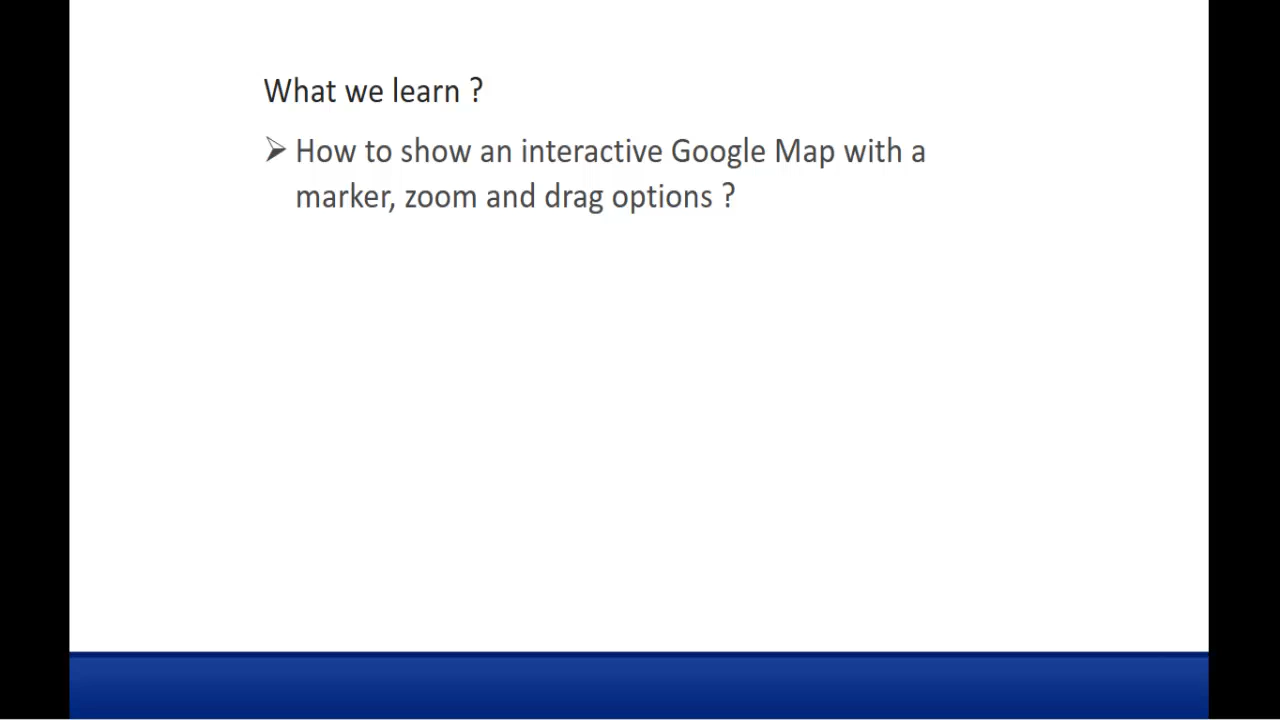 What we learn ?
➢ How to show an interactive Google Map with a
marker, zoom and drag options ?